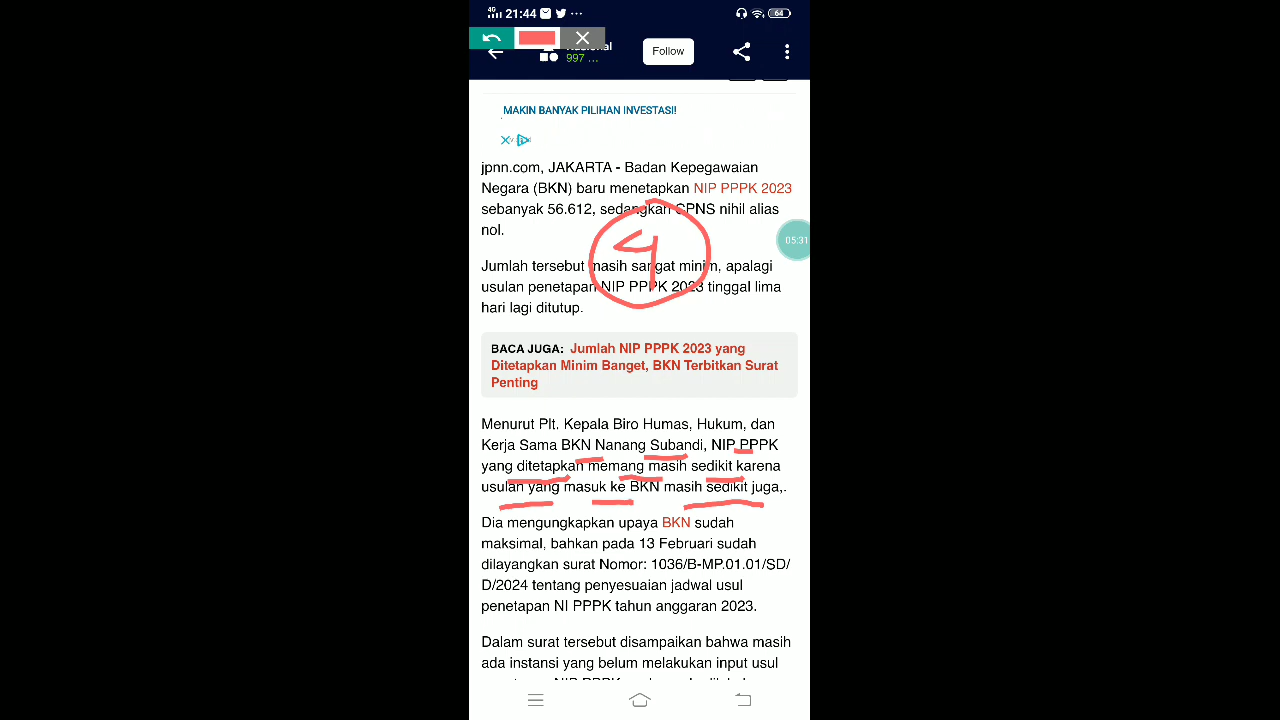 4G 21:44 64
997 ...
Follow
MAKIN BANYAK PILIHAN INVESTASI!
jpnn.com, JAKARTA - Badan Kepegawaian
Negara (BKN) baru menetapkan NIP PPPK 2023
sebanyak 56.612, sedangkan CPNS nihil alias
nol.
4
05:31
Jumlah tersebut masih sangat minim, apalagi
usulan penetapan NIP PPPK 2023 tinggal lima
hari lagi ditutup.
BACA JUGA: Jumlah NIP PPPK 2023 yang
Ditetapkan Minim Banget, BKN Terbitkan Surat
Penting
Menurut Plt. Kepala Biro Humas, Hukum, dan
Kerja Sama BKN Nanang Subandi, NIP PPPK
yang ditetapkan memang masih sedikit karena
usulan yang masuk ke BKN masih sedikit juga,.
Dia mengungkapkan upaya BKN sudah
maksimal, bahkan pada 13 Februari sudah
dilayangkan surat Nomor: 1036/B-MP.01.01/SD/
D/2024 tentang penyesuaian jadwal usul
penetapan NI PPPK tahun anggaran 2023.
Dalam surat tersebut disampaikan bahwa masih
ada instansi yang belum melakukan input usul